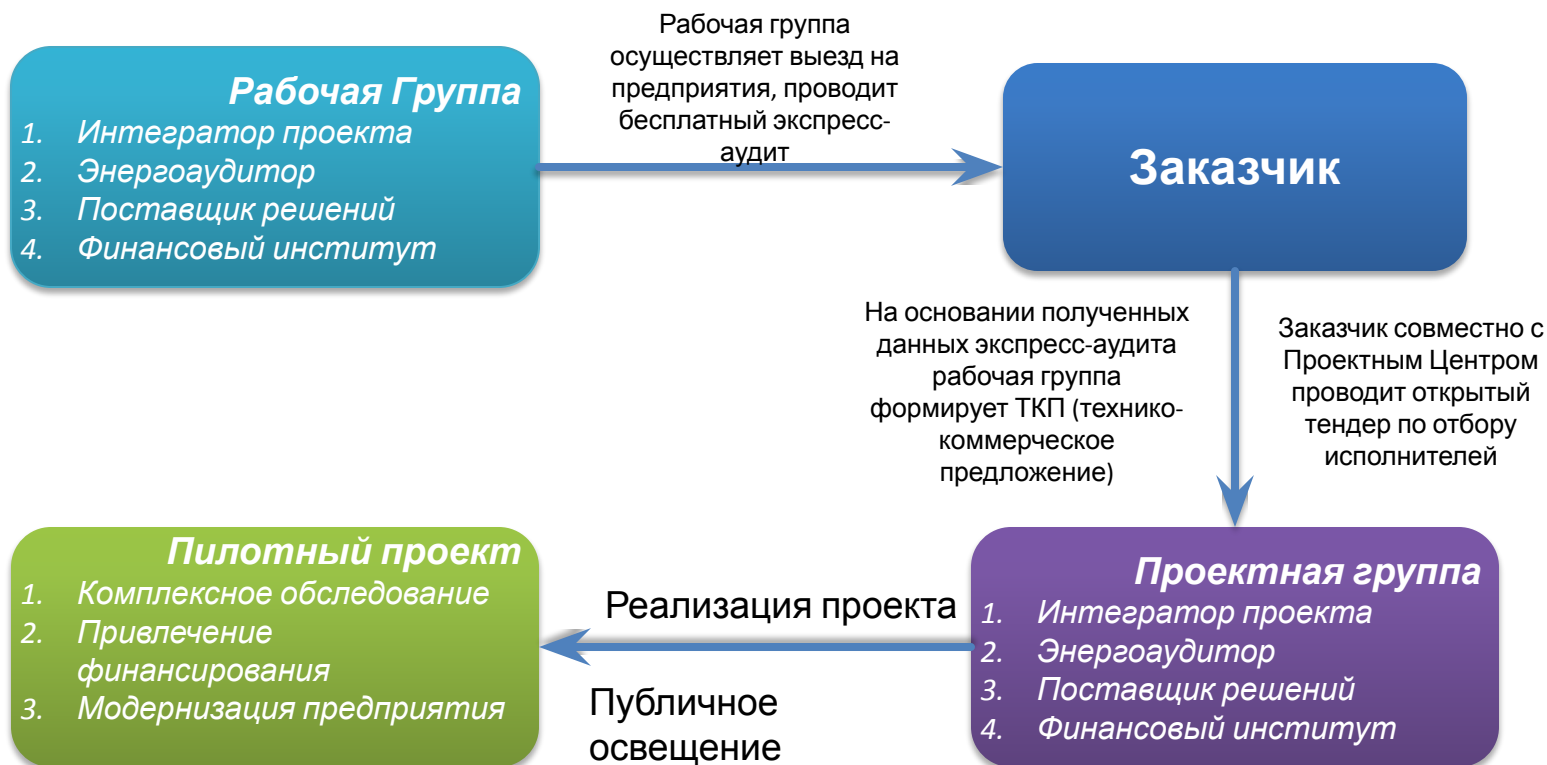 Рабочая Группа
1. Интегратор проекта
2. Энергоаудитор
3. Поставщик решений
4. Финансовый институт
Рабочая группа
осуществляет выезд на
предприятия, проводит
бесплатный экспресс-
аудит
Заказчик
На основании полученных
данных экспресс-аудита
рабочая группа
формирует ТКП (технико-
коммерческое
предложение)
Заказчик совместно с
Проектным Центром
проводит открытый
тендер по отбору
исполнителей
Пилотный проект
1. Комплексное обследование
2. Привлечение
финансирования
3. Модернизация предприятия
Реализация проекта
Публичное
освещение
Проектная группа
1. Интегратор проекта
2. Энергоаудитор
3. Поставщик решений
4. Финансовый институт